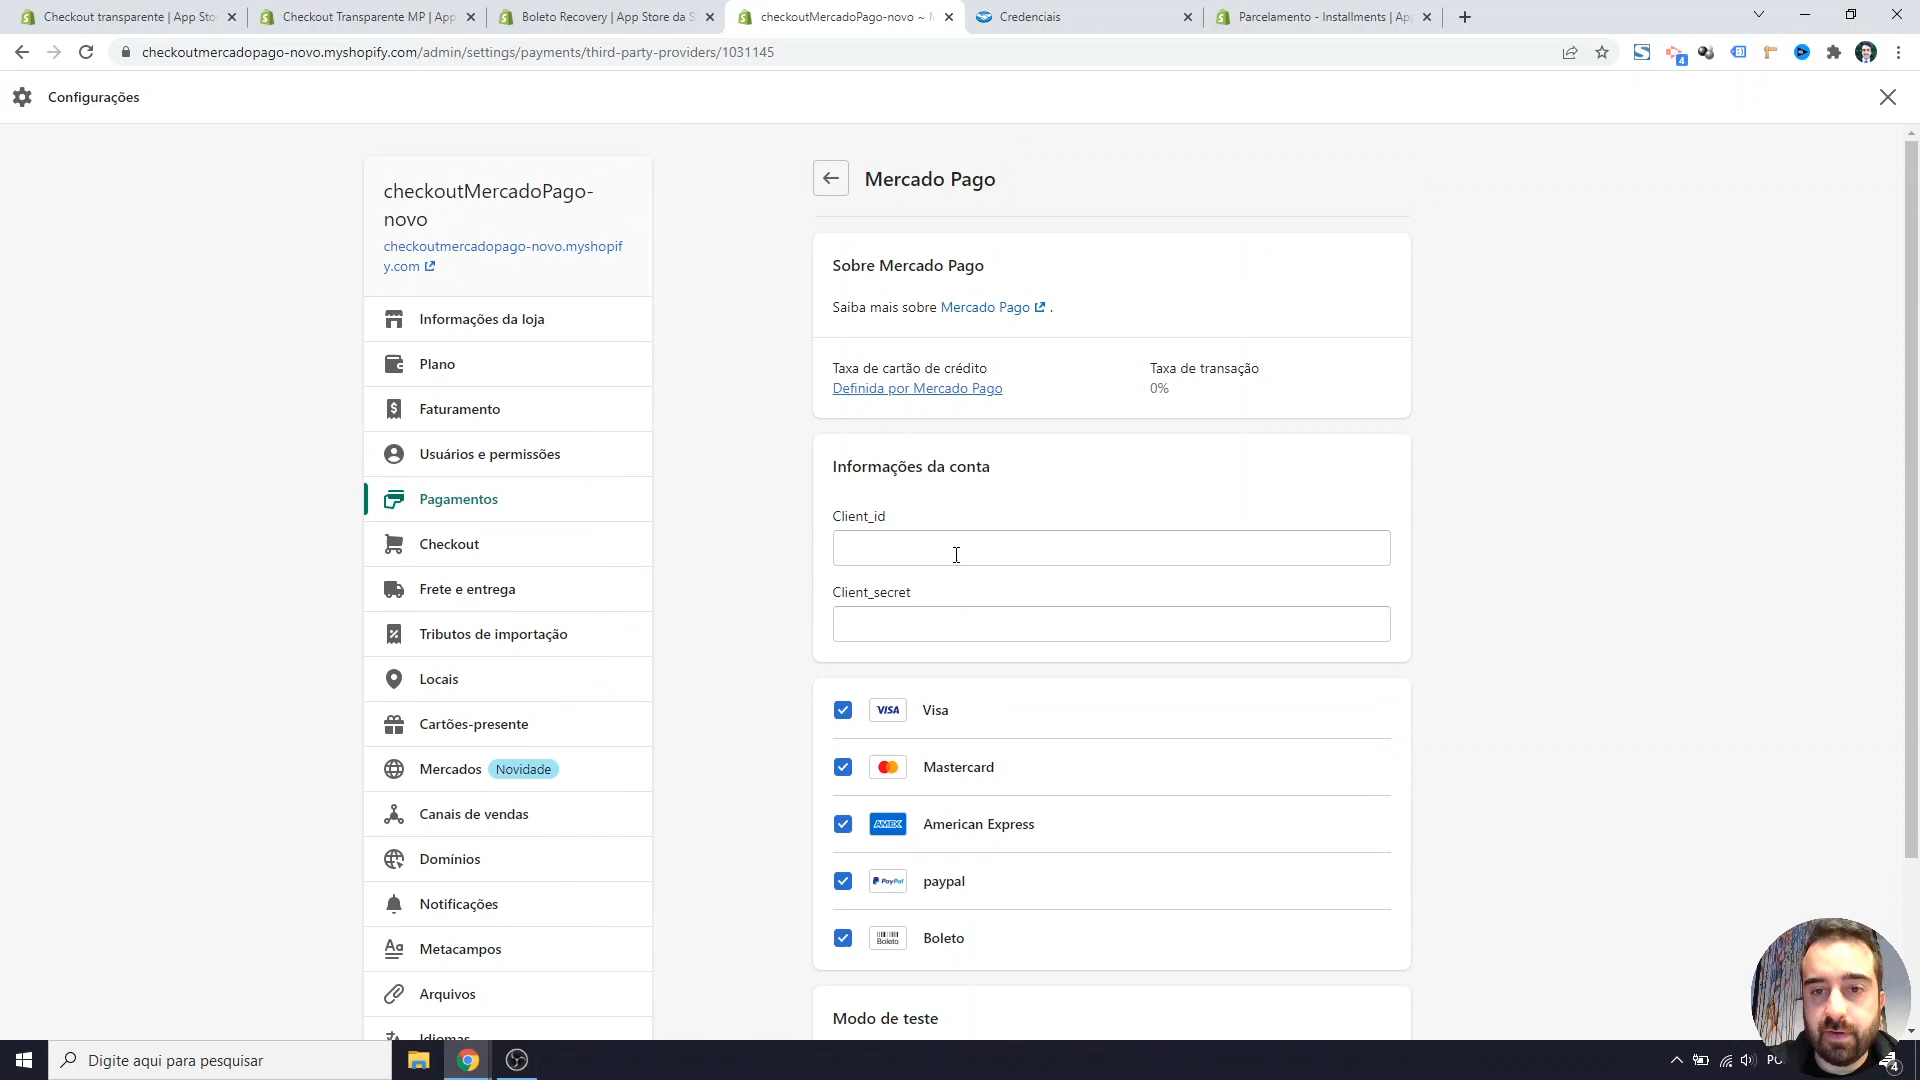 Checkout transparente | App Sto
Checkout Transparente MP | App
Boleto Recovery | App Store da S
checkoutMercadoPago-novo ~ M
Credenciais
Parcelamento - Installments | App
checkoutmercadopago-novo.myshopify.com/admin/settings/payments/third-party-providers/1031145
4
Configurações
checkoutMercadoPago-
novo
checkoutmercadopago-novo.myshopif
y.com
Informações da loja
Plano
Faturamento
Usuários e permissões
Pagamentos
Checkout
Frete e entrega
Tributos de importação
Locais
Cartões-presente
Mercados Novidade
Canais de vendas
Domínios
Notificações
Metacampos
Arquivos
Idiomas
Mercado Pago
Sobre Mercado Pago
Saiba mais sobre Mercado Pago .
Taxa de cartão de crédito
Definida por Mercado Pago
Taxa de transação
0%
Informações da conta
Client_id
Client_secret
VISA Visa
Mastercard
AMEX American Express
PayPal paypal
Boleto Boleto
Modo de teste
Digite aqui para pesquisar
4